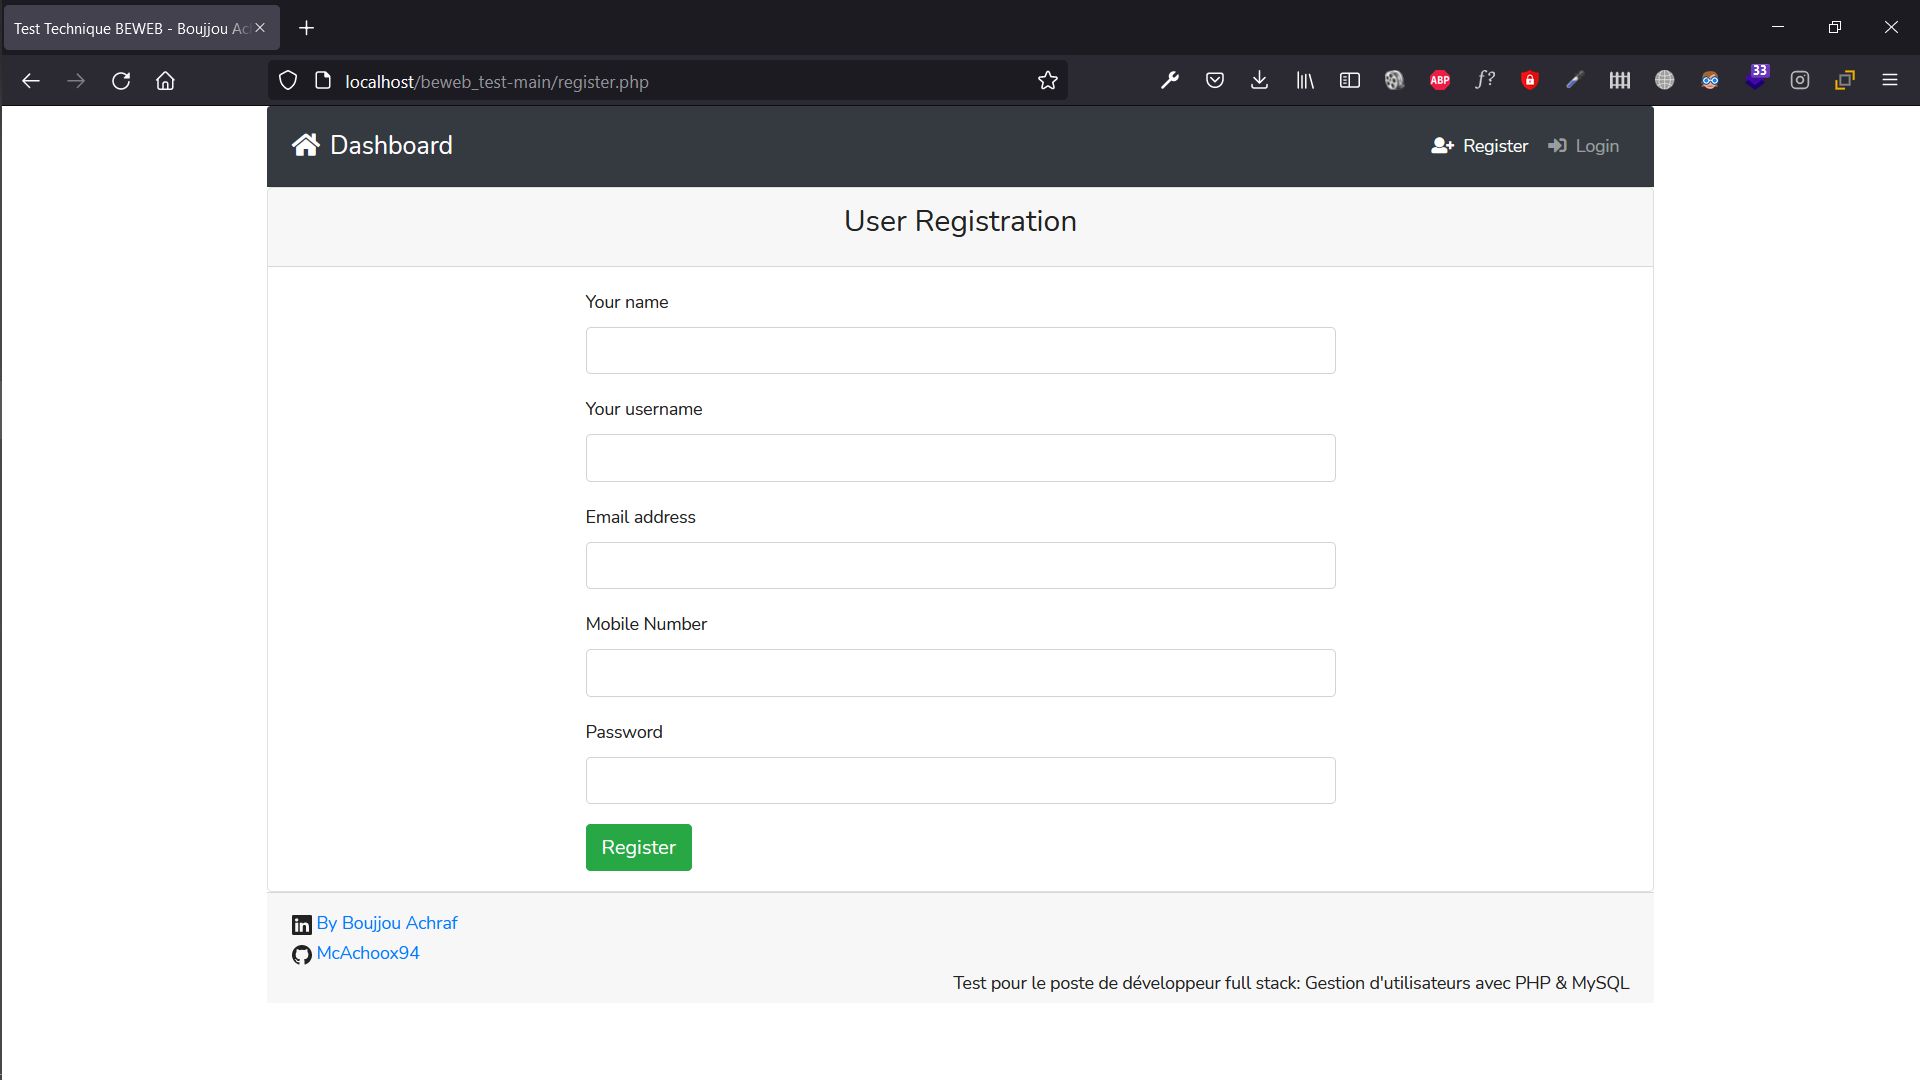 Test Technique BEWEB - Boujjou Ac
localhost/beweb_test-main/register.php
ABP
f?
33
Dashboard
Register
Login
User Registration
Your name
Your username
Email address
Mobile Number
Password
Register
in By Boujjou Achraf
McAchoox94
Test pour le poste de développeur full stack: Gestion d'utilisateurs avec PHP & MySQL